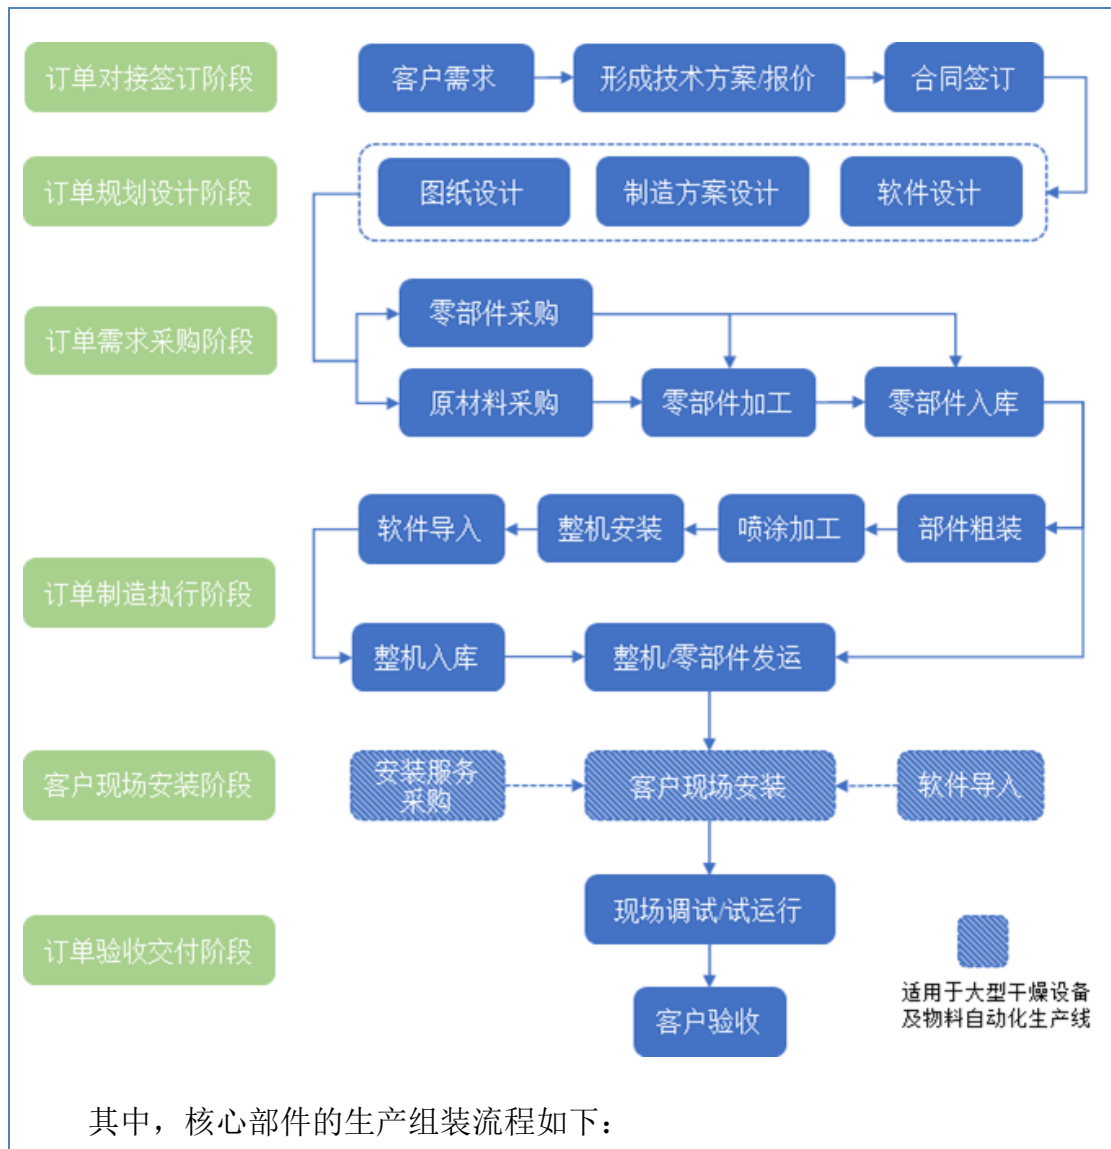 订单对接签订阶段
客户需求
形成技术方案/报价
合同签订
订单规划设计阶段
图纸设计
制造方案设计
软件设计
订单需求采购阶段
零部件采购
原材料采购
零部件加工
零部件入库
订单制造执行阶段
软件导入
整机安装
喷涂加工
部件粗装
整机入库
整机/零部件发运
客户现场安装阶段
安装服务
采购
客户现场安装
软件导入
订单验收交付阶段
现场调试/试运行
客户验收
适用于大型干燥设备
及物料自动化生产线
其中，核心部件的生产组装流程如下：